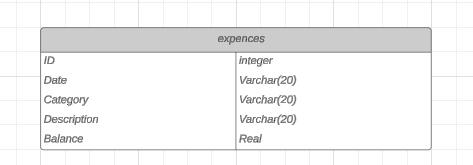 expences
ID integer
Date Varchar(20)
Category Varchar(20)
Description Varchar(20)
Balance Real